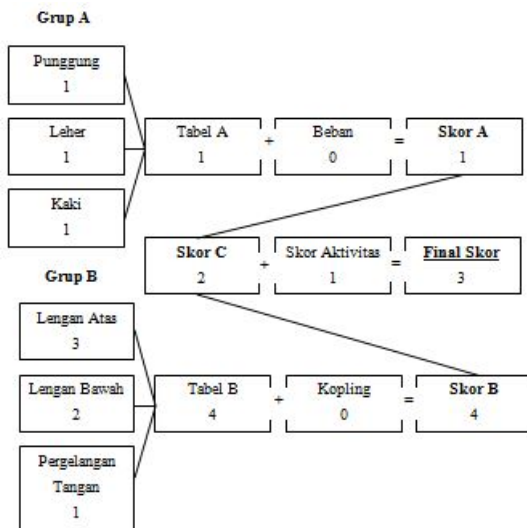 Grup A
Punggung
1
Leher
1
Kaki
1
Tabel A
1
+
Beban
0
=
Skor A
1
Skor C
2
+
Skor Aktivitas
1
=
Final Skor
3
Grup B
Lengan Atas
3
Lengan Bawah
2
Pergelangan
Tangan
1
Tabel B
4
+
Kopling
0
=
Skor B
4